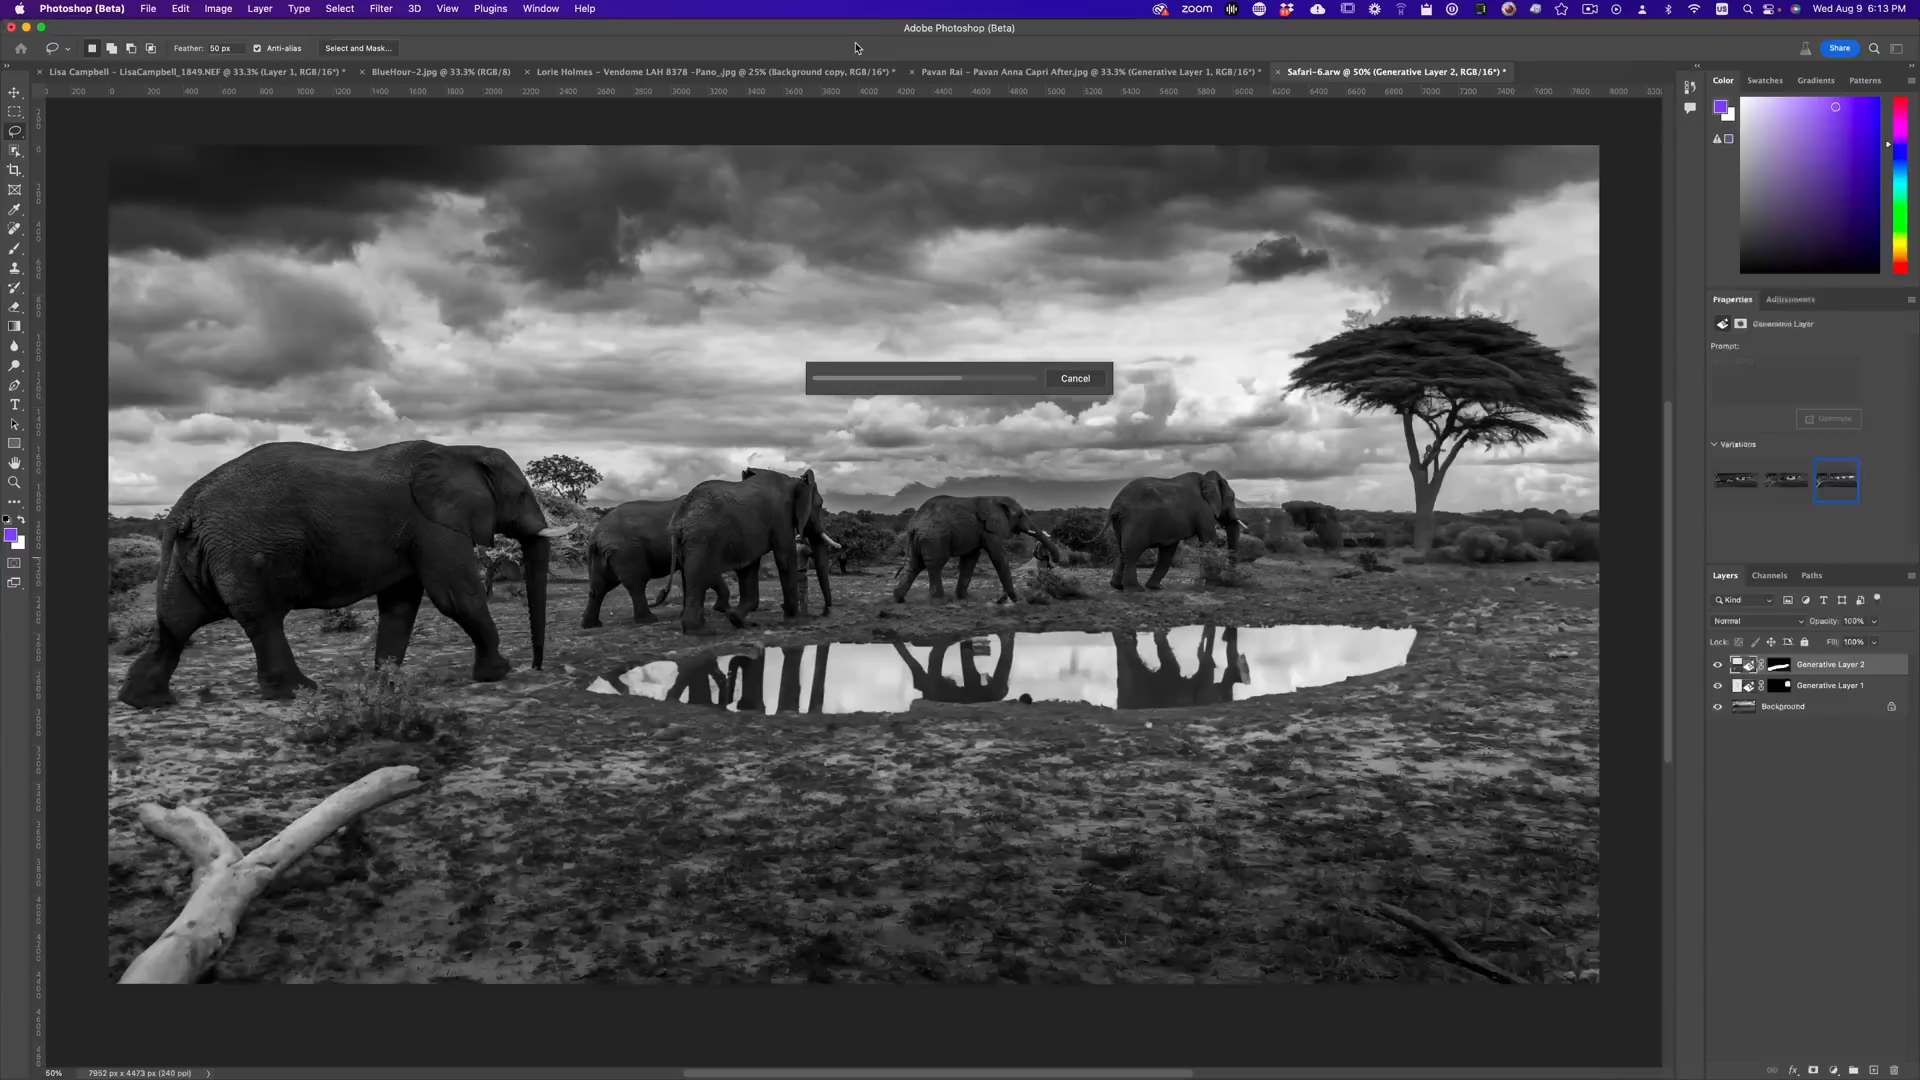 Photoshop (Beta) File Edit Image Layer Type Select Filter 3D View Plugins Window Help zoom Wed Aug 9 6:13 PM
Adobe Photoshop (Beta)
Feather: 50 px Anti-alias Select and Mask... Share
Lisa Campbell - LisaCampbell_1849.NEF @ 33.3% (Layer 1, RGB/16*) * BlueHour-2.jpg @ 33.3% (RGB/8) Lorie Holmes - Vendome LAH 8378 -Pano_.jpg @ 25% (Background copy, RGB/16*) * Pavan Rai - Pavan Anna Capri After.jpg @ 33.3% (Generative Layer 1, RGB/16*) * Safari-6.arw @ 50% (Generative Layer 2, RGB/16*) *
Color Swatches Gradients Patterns
Cancel
Properties Adjustments
Generative Layer
Prompt:
Generate
Variations
Layers Channels Paths
Kind
Normal Opacity: 100%
Lock: Fill: 100%
Generative Layer 2
Generative Layer 1
Background
50% 7952 px x 4473 px (240 ppi)